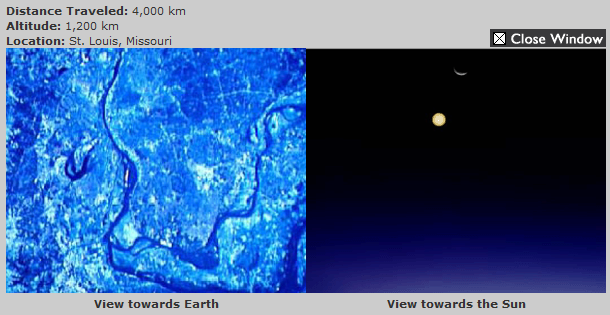 Distance Traveled: 4,000 km
Altitude: 1,200 km
Location: St. Louis, Missouri
Close Window
View towards Earth
View towards the Sun